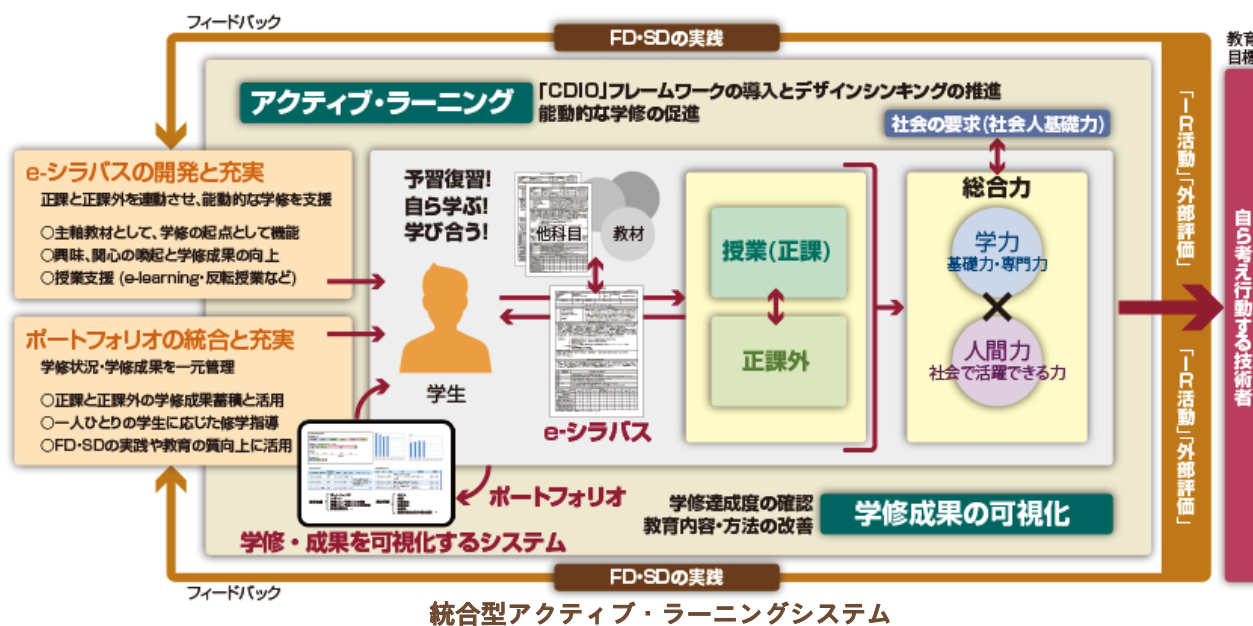 フィードバック
FD・SDの実践
教育
目標
アクティブ・ラーニング
「CDIO」フレームワークの導入とデザインシンキングの推進
能動的な学修の促進
社会の要求(社会人基礎力)
e-シラバスの開発と充実
正課と正課外を連動させ、能動的な学修を支援
○主軸教材として、学修の起点として機能
○興味、関心の喚起と学修成果の向上
○授業支援 (e-learning・反転授業など)
ポートフォリオの統合と充実
学修状況・学修成果を一元管理
○正課と正課外の学修成果蓄積と活用
○一人ひとりの学生に応じた修学指導
○FD・SDの実践や教育の質向上に活用
予習復習!
自ら学ぶ!
学び合う!
学生
他科目
教材
e-シラバス
授業(正課)
正課外
総合力
学力
基礎力・専門力
×
人間力
社会で活躍できる力
「IR活動」「外部評価」
「IR活動」「外部評価」
自ら考え行動する技術者
ポートフォリオ
学修・成果を可視化するシステム
学修達成度の確認
教育内容・方法の改善
学修成果の可視化
FD・SDの実践
フィードバック
統合型アクティブ・ラーニングシステム